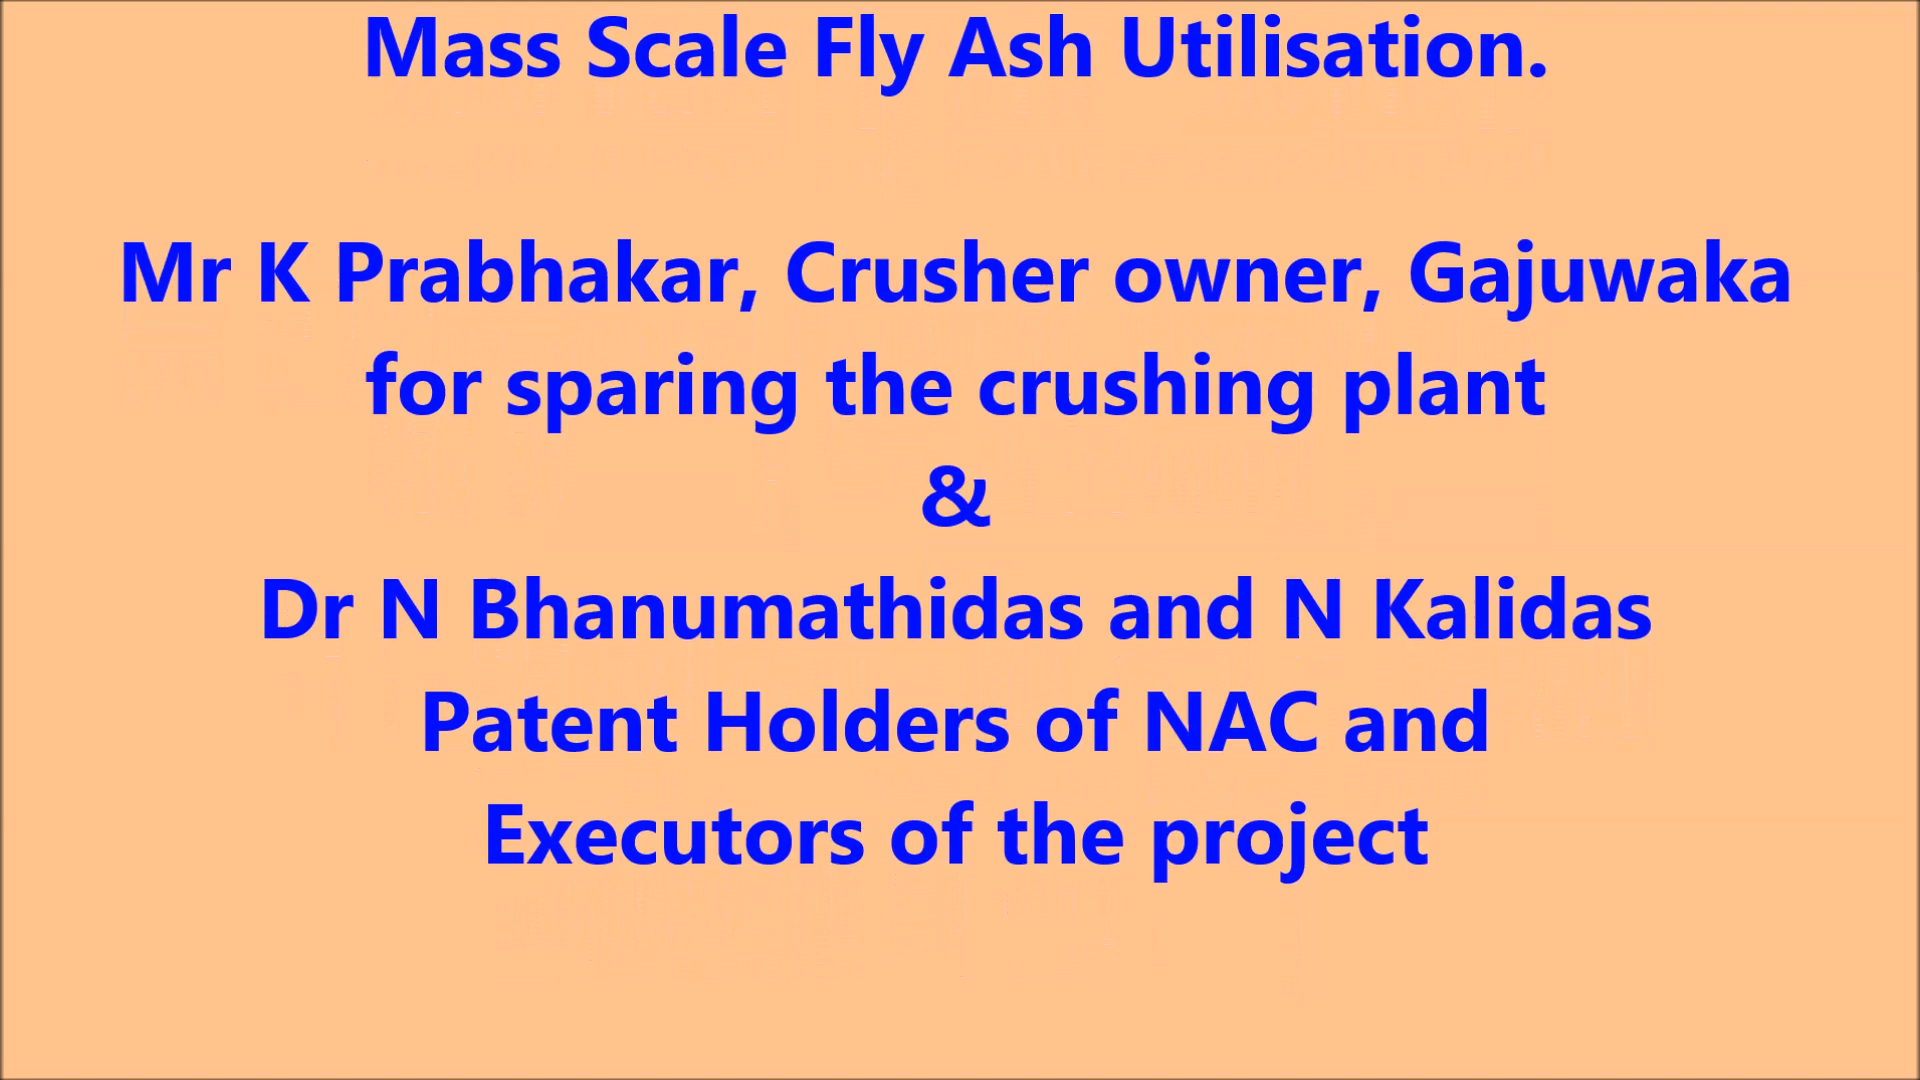 Mass Scale Fly Ash Utilisation.
Mr K Prabhakar, Crusher owner, Gajuwaka
for sparing the crushing plant
&
Dr N Bhanumathidas and N Kalidas
Patent Holders of NAC and
Executors of the project